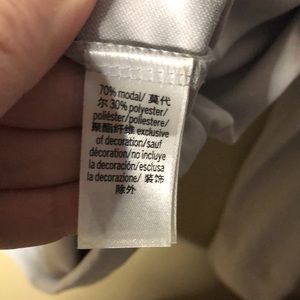 70% modal/ 莫代
尔 30% polyester/
poliéster/poliestere/
聚酯纤维 exclusive
of decoration/sauf
décoration/no incluye
la decoración/esclusa
la decorazione/ 装饰
除外